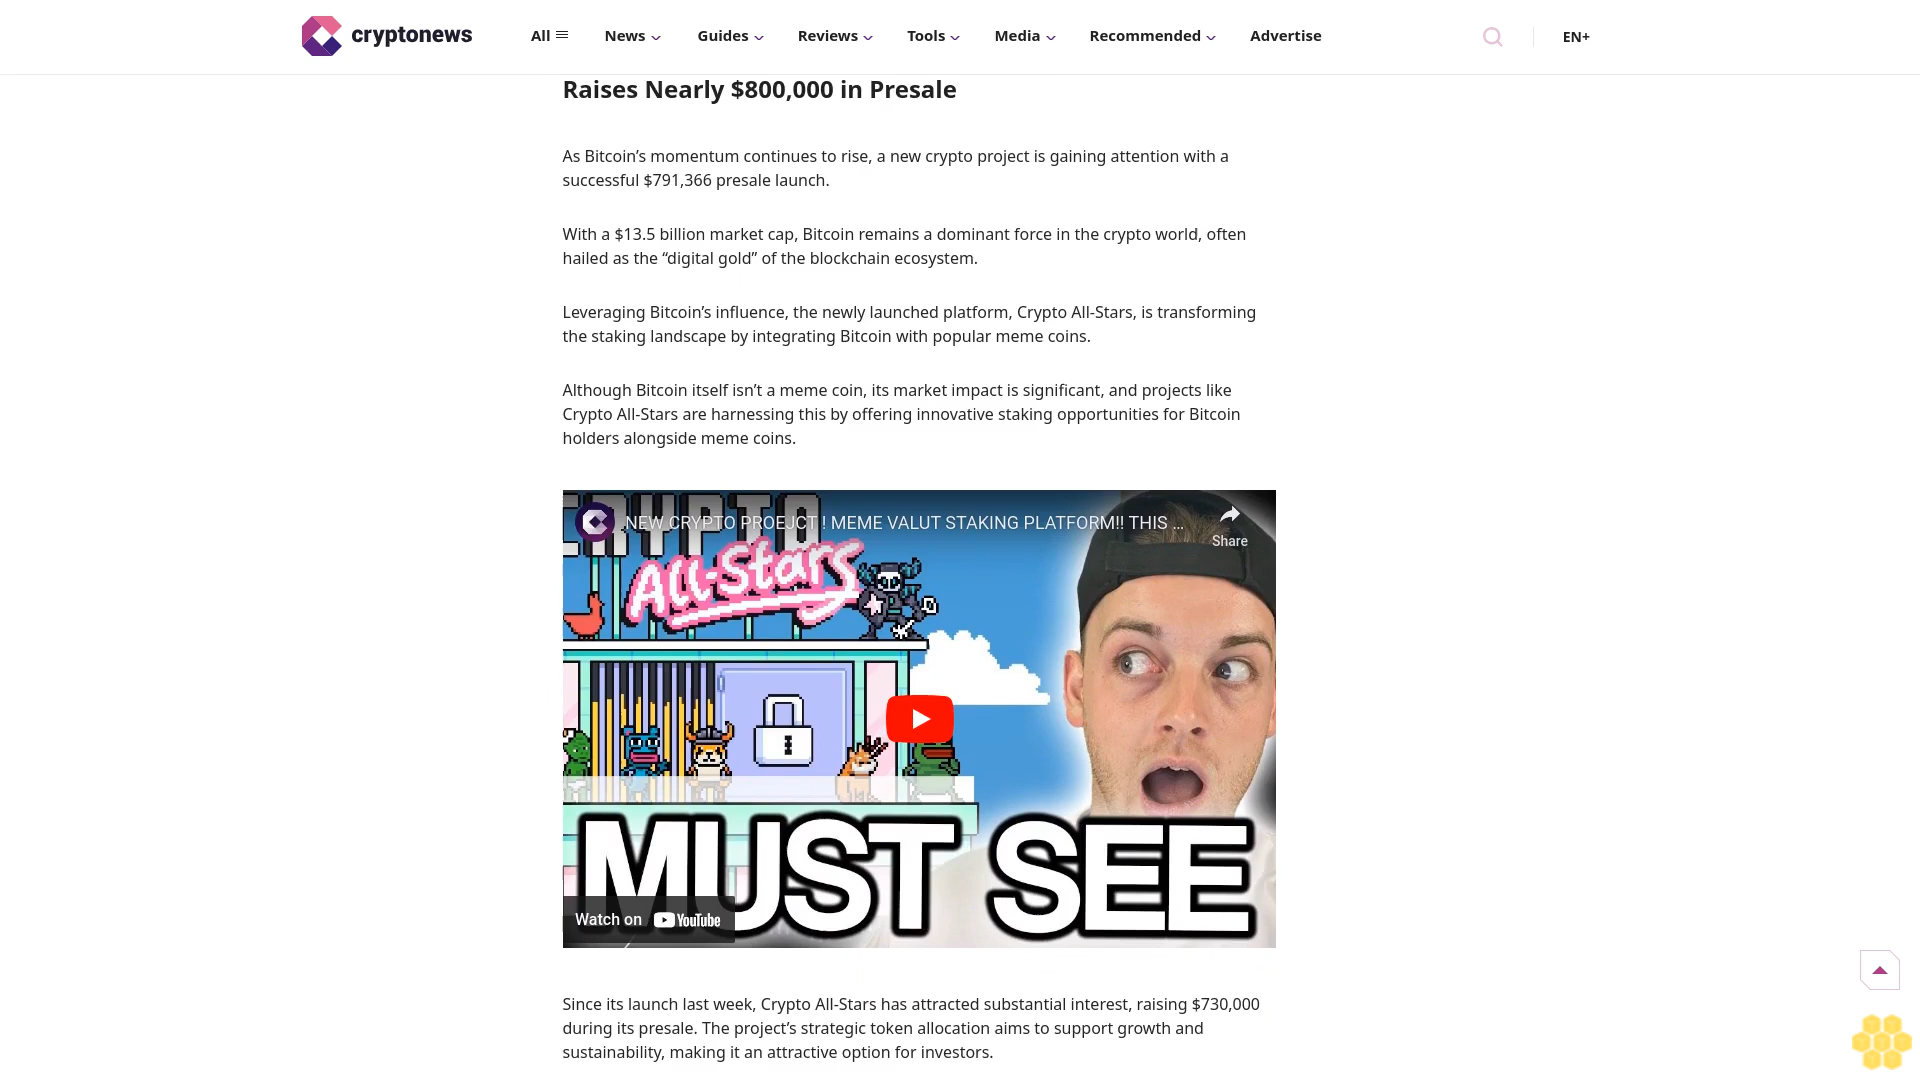 cryptonews
All
News
Guides
Reviews
Tools
Media
Recommended
Advertise
EN+
Raises Nearly $800,000 in Presale
As Bitcoin’s momentum continues to rise, a new crypto project is gaining attention with a
successful $791,366 presale launch.
With a $13.5 billion market cap, Bitcoin remains a dominant force in the crypto world, often
hailed as the “digital gold” of the blockchain ecosystem.
Leveraging Bitcoin’s influence, the newly launched platform, Crypto All-Stars, is transforming
the staking landscape by integrating Bitcoin with popular meme coins.
Although Bitcoin itself isn’t a meme coin, its market impact is significant, and projects like
Crypto All-Stars are harnessing this by offering innovative staking opportunities for Bitcoin
holders alongside meme coins.
CRYPTO
NEW CRYPTO PROEJCT ! MEME VALUT STAKING PLATFORM!! THIS ...
Share
All-Stars
MUST SEE
Watch on YouTube
Since its launch last week, Crypto All-Stars has attracted substantial interest, raising $730,000
during its presale. The project’s strategic token allocation aims to support growth and
sustainability, making it an attractive option for investors.